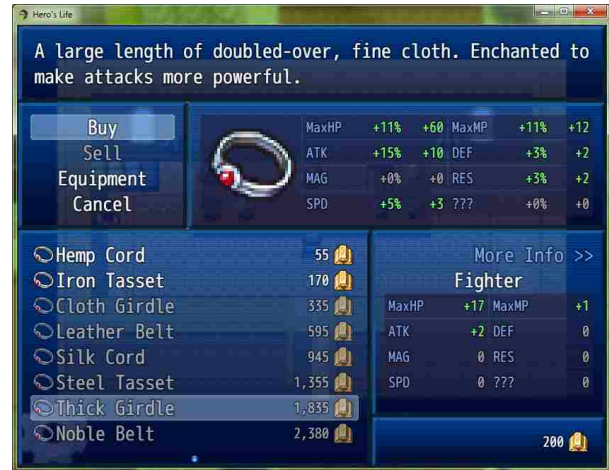 Hero's Life
A large length of doubled-over, fine cloth. Enchanted to
make attacks more powerful.
Buy
Sell
Equipment
Cancel
MaxHP +11% +60 MaxMP +11% +12
ATK +15% +10 DEF +3% +2
MAG +0% +0 RES +3% +2
SPD +5% +3 ??? +0% +0
Hemp Cord 55
Iron Tasset 170
Cloth Girdle 335
Leather Belt 595
Silk Cord 945
Steel Tasset 1,355
Thick Girdle 1,835
Noble Belt 2,380
More Info >>
Fighter
MaxHP +17 MaxMP +1
ATK +2 DEF 0
MAG 0 RES 0
SPD 0 ??? 0
200